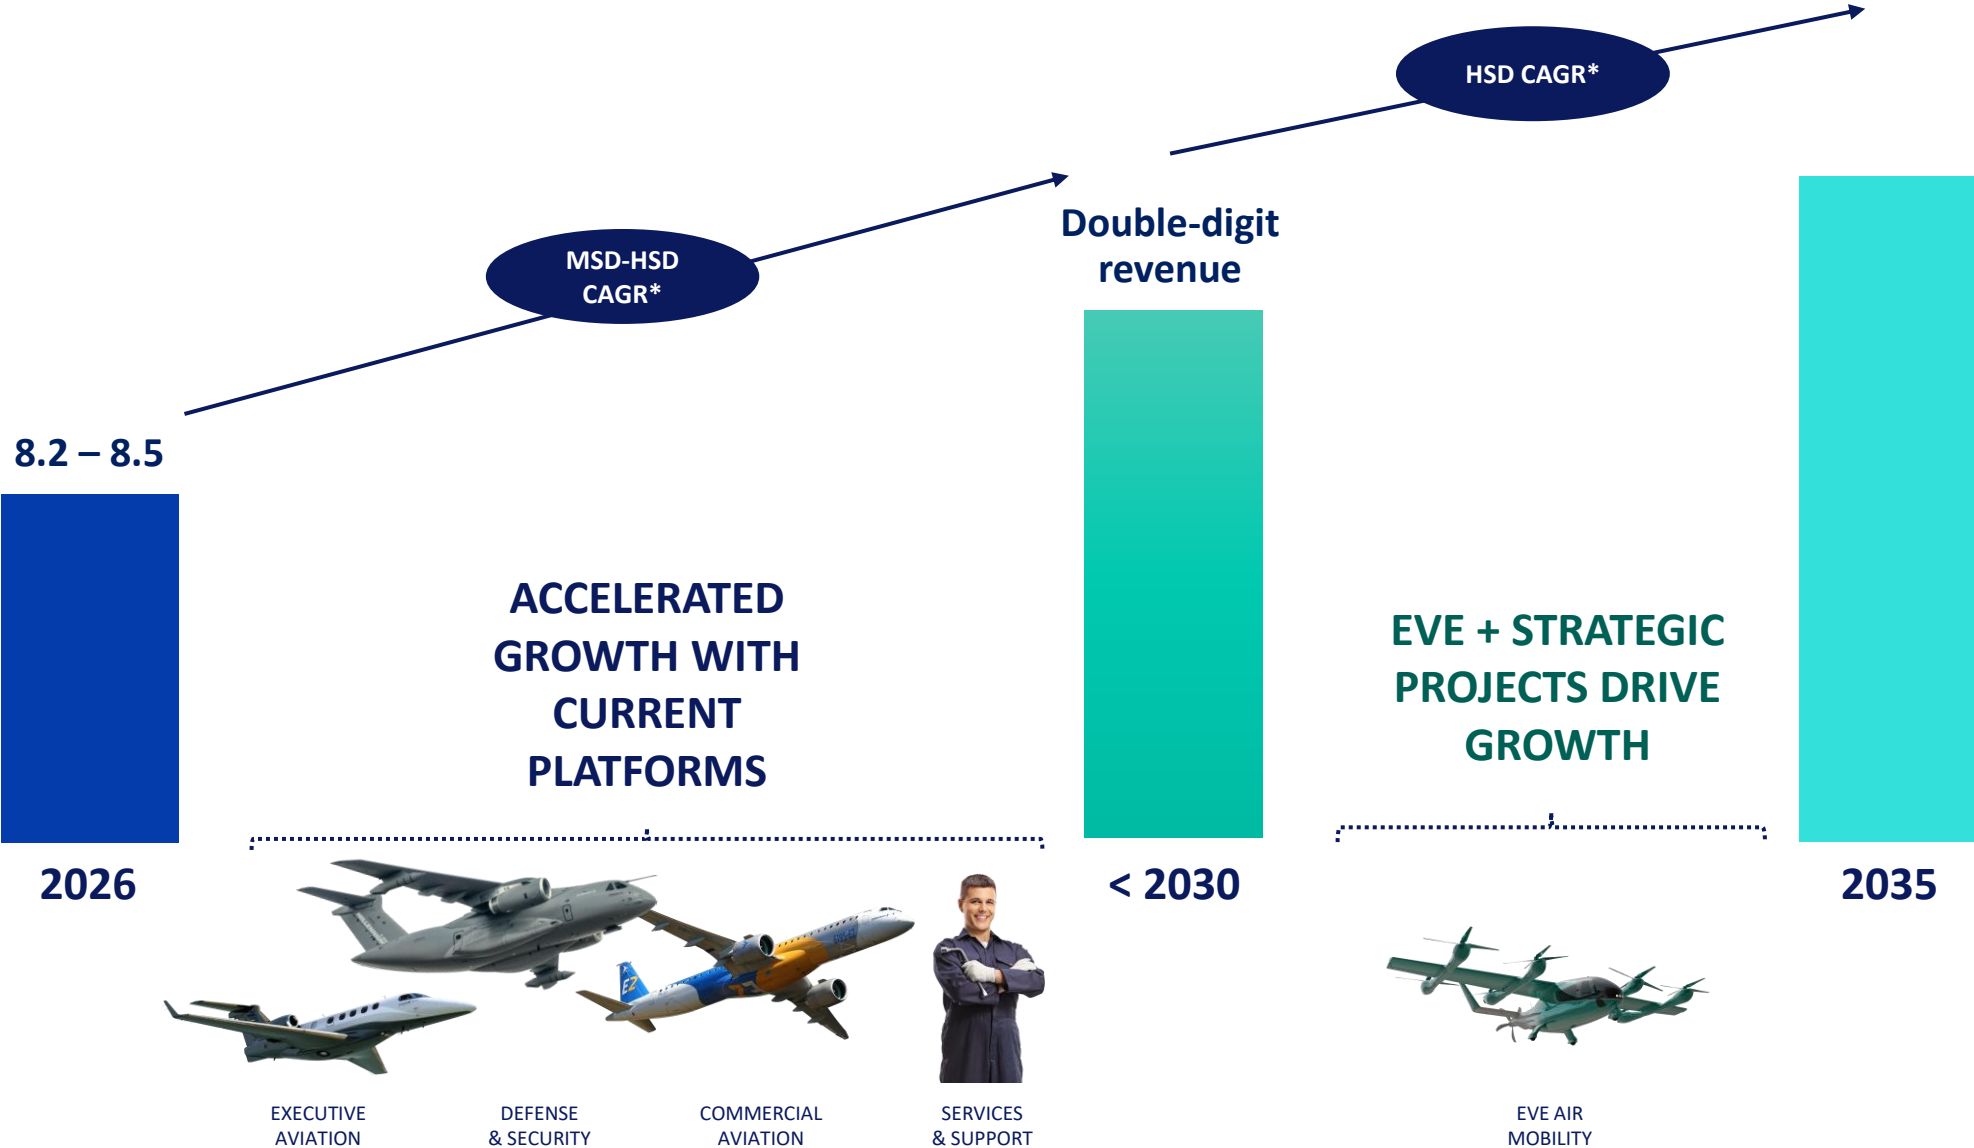 HSD CAGR*
MSD-HSD
CAGR*
Double-digit
revenue
8.2 – 8.5
ACCELERATED
GROWTH WITH
CURRENT
PLATFORMS
EVE + STRATEGIC
PROJECTS DRIVE
GROWTH
2026
< 2030
2035
E2
EXECUTIVE
AVIATION
DEFENSE
& SECURITY
COMMERCIAL
AVIATION
SERVICES
& SUPPORT
EVE AIR
MOBILITY